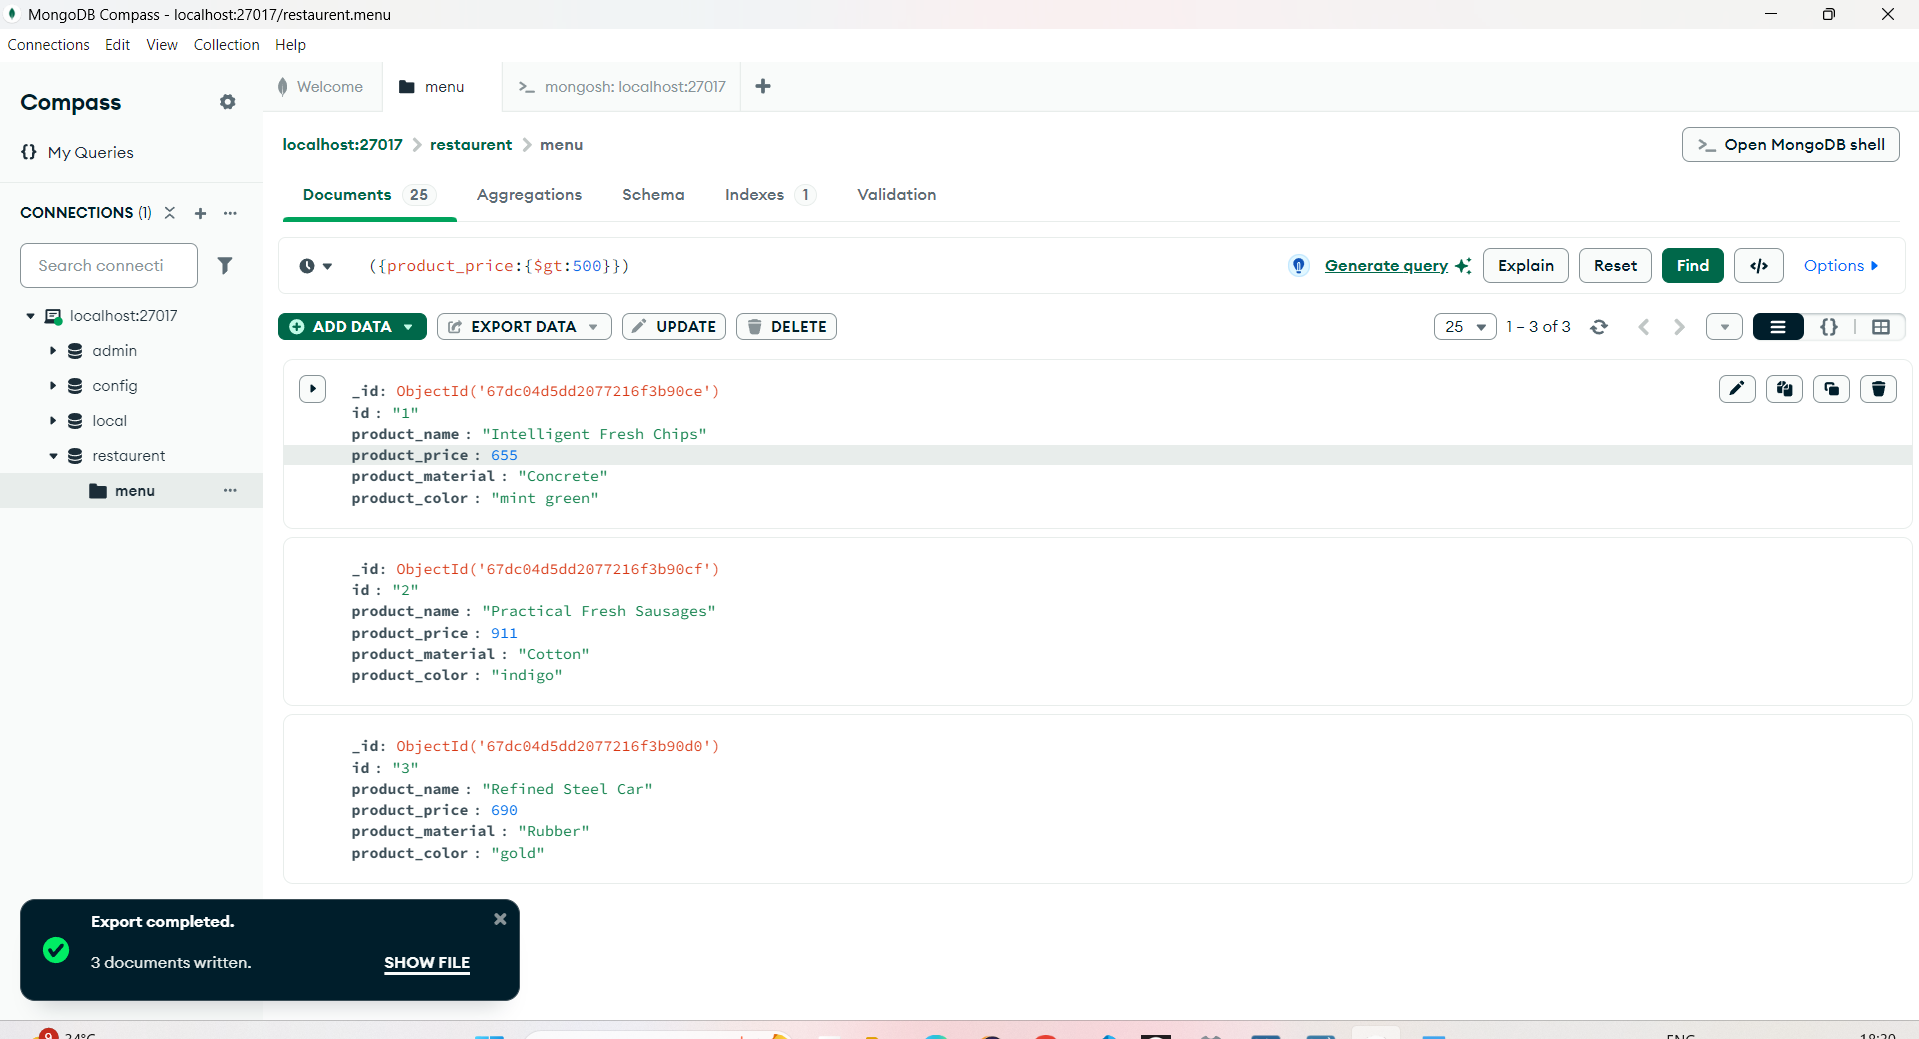 MongoDB Compass - localhost:27017/restaurent.menu
Connections Edit View Collection Help
Compass
My Queries
CONNECTIONS (1)
Search connecti
localhost:27017
admin
config
local
restaurent
menu
Welcome
menu
mongosh: localhost:27017
localhost:27017 > restaurent > menu
Open MongoDB shell
Documents 25 Aggregations Schema Indexes 1 Validation
({product_price:{$gt:500}})
Generate query Explain Reset Find </> Options
ADD DATA EXPORT DATA UPDATE DELETE
25 1 – 3 of 3 {}
_id: ObjectId('67dc04d5dd2077216f3b90ce')
id : "1"
product_name : "Intelligent Fresh Chips"
product_price : 655
product_material : "Concrete"
product_color : "mint green"
_id: ObjectId('67dc04d5dd2077216f3b90cf')
id : "2"
product_name : "Practical Fresh Sausages"
product_price : 911
product_material : "Cotton"
product_color : "indigo"
_id: ObjectId('67dc04d5dd2077216f3b90d0')
id : "3"
product_name : "Refined Steel Car"
product_price : 690
product_material : "Rubber"
product_color : "gold"
Export completed.
3 documents written. SHOW FILE